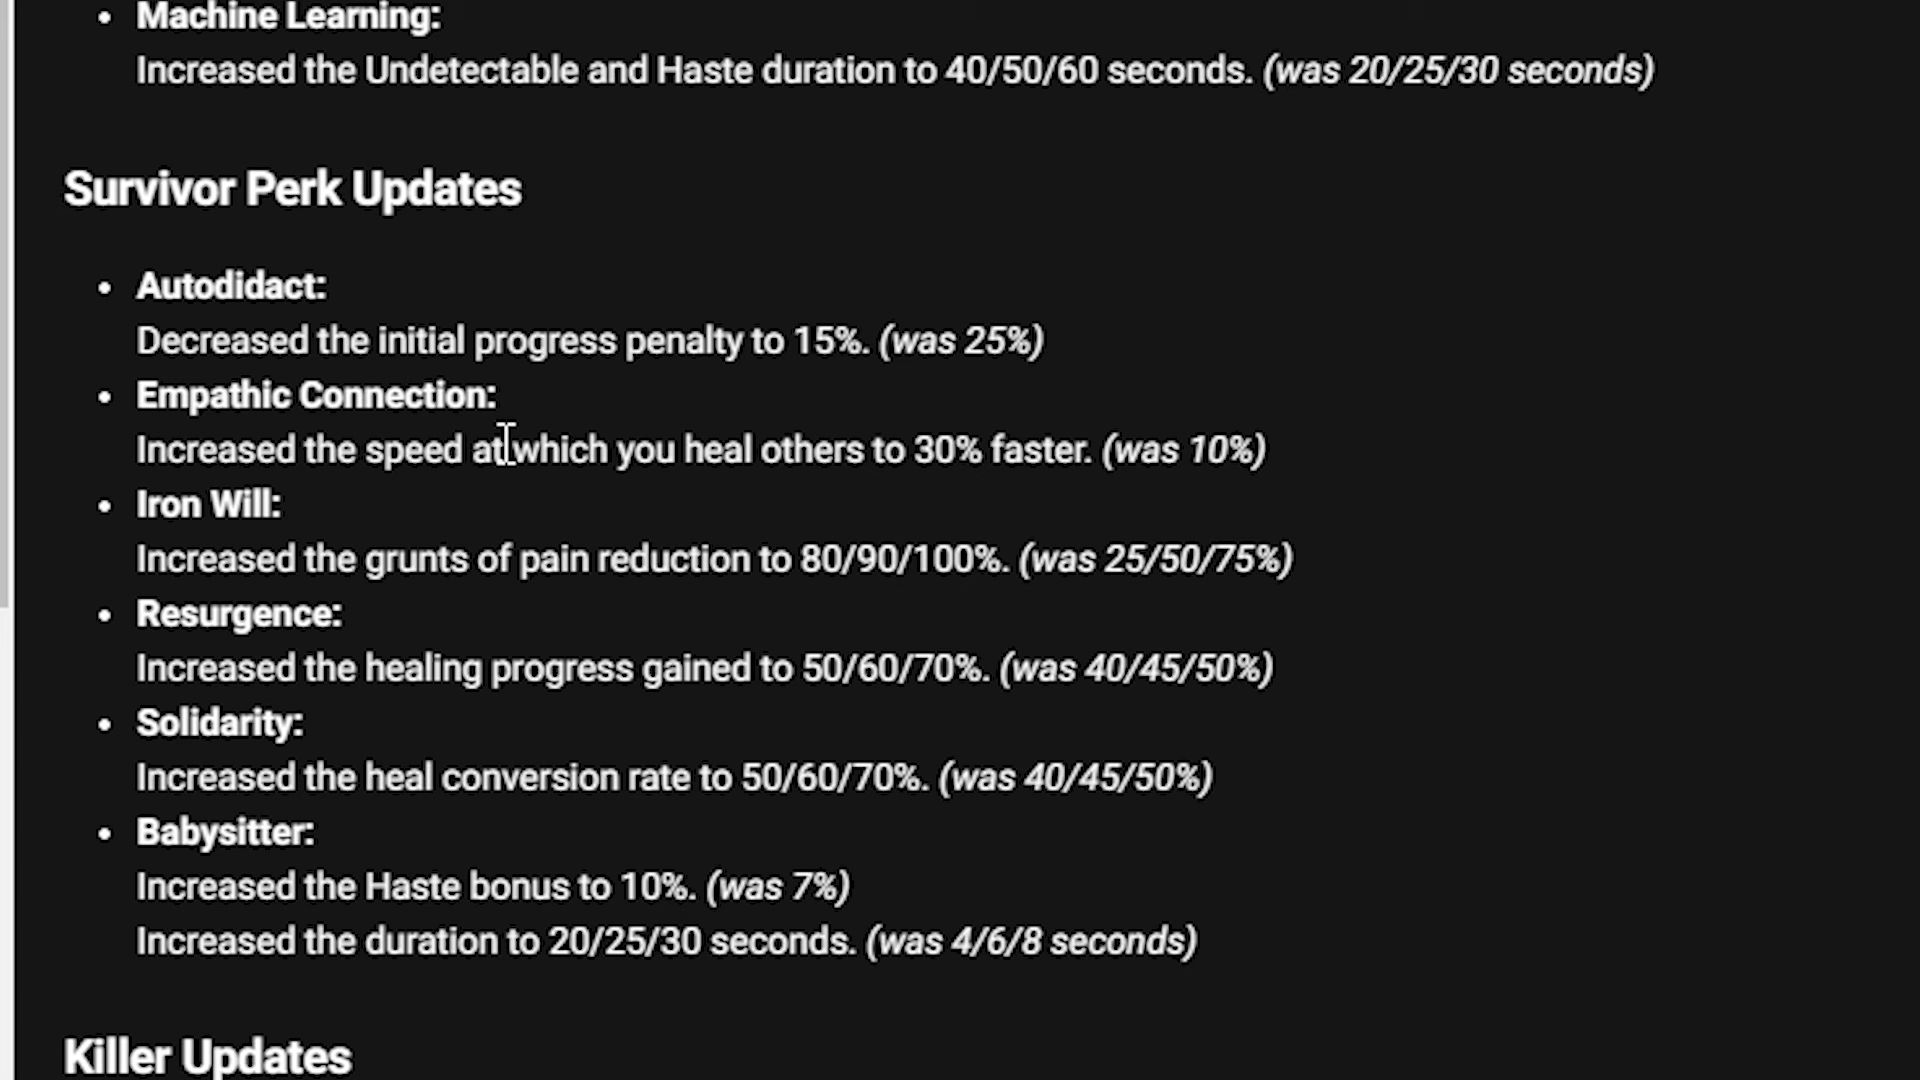 Machine Learning:
Increased the Undetectable and Haste duration to 40/50/60 seconds. (was 20/25/30 seconds)
Survivor Perk Updates
Autodidact:
Decreased the initial progress penalty to 15%. (was 25%)
Empathic Connection:
Increased the speed at which you heal others to 30% faster. (was 10%)
Iron Will:
Increased the grunts of pain reduction to 80/90/100%. (was 25/50/75%)
Resurgence:
Increased the healing progress gained to 50/60/70%. (was 40/45/50%)
Solidarity:
Increased the heal conversion rate to 50/60/70%. (was 40/45/50%)
Babysitter:
Increased the Haste bonus to 10%. (was 7%)
Increased the duration to 20/25/30 seconds. (was 4/6/8 seconds)
Killer Updates